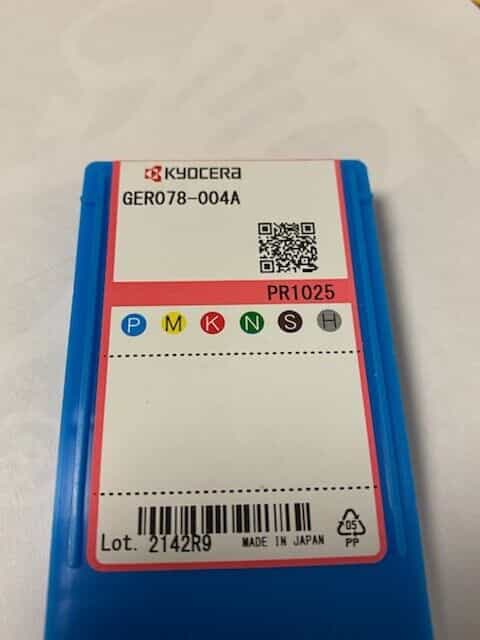 KYOCERA
GER078-004A
PR1025
P M K N S H
Lot. 2142R9 MADE IN JAPAN
05
PP